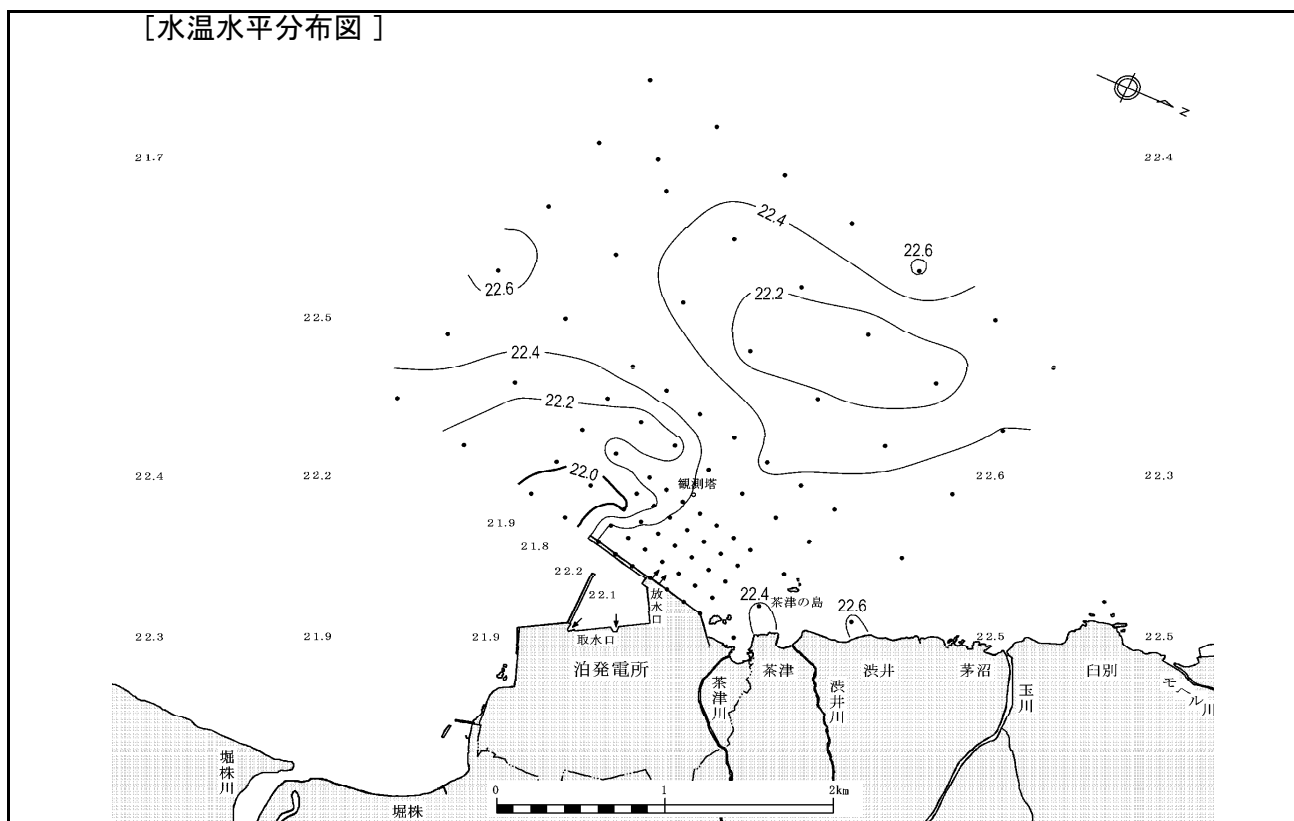 [水温水平分布図 ]
N
21.7
22.4
22.4
22.6
22.6
22.2
22.5
22.4
22.2
22.4
22.2
22.0
観測塔
22.6
22.3
21.9
21.8
22.2
22.1
放水口
22.4
茶津の島
22.6
22.3
21.9
21.9
取水口
22.5
22.5
泊発電所
茶津川
茶津
渋井川
渋井
茅沼
玉川
臼別
モヘル川
堀株川
堀株
0
1
2km